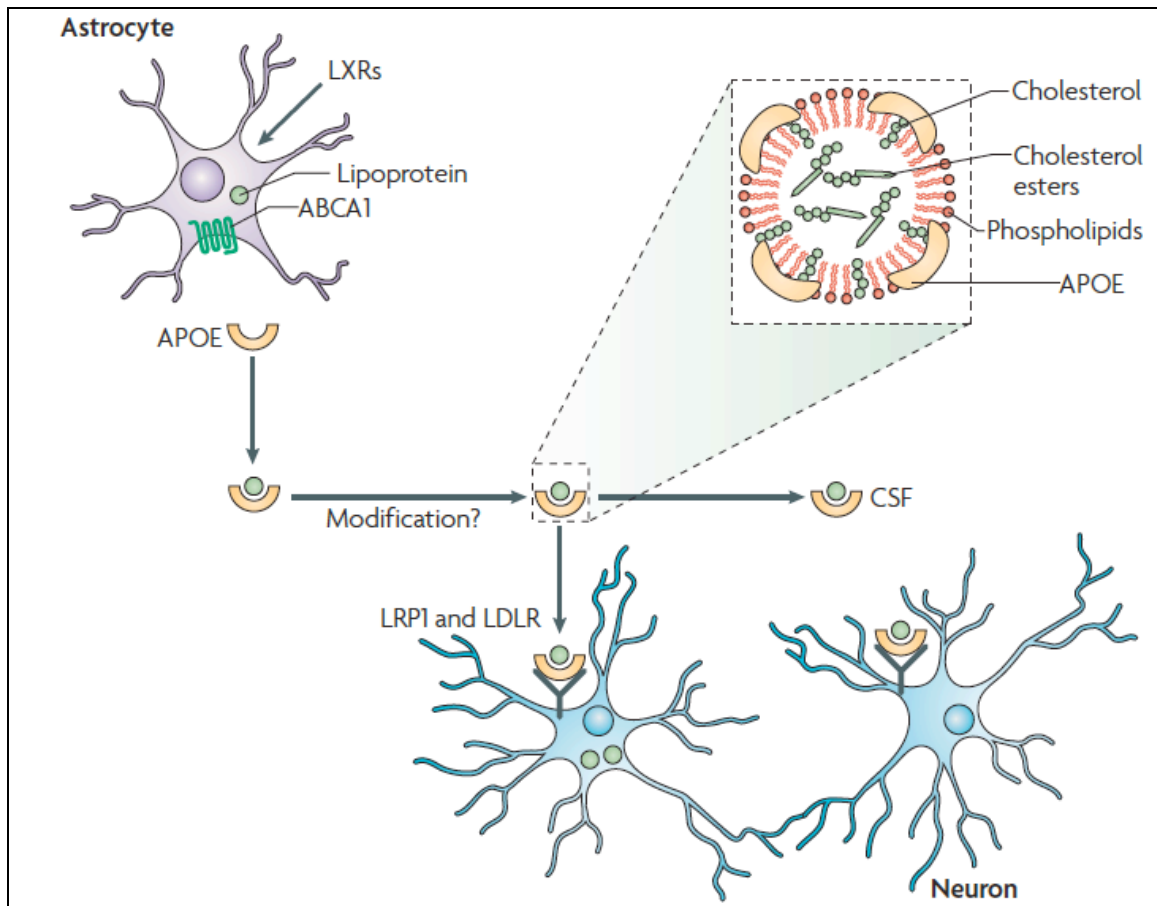 Astrocyte
LXRs
Lipoprotein
ABCA1
APOE
Cholesterol
Cholesterol
esters
Phospholipids
APOE
Modification?
CSF
LRP1 and LDLR
Neuron